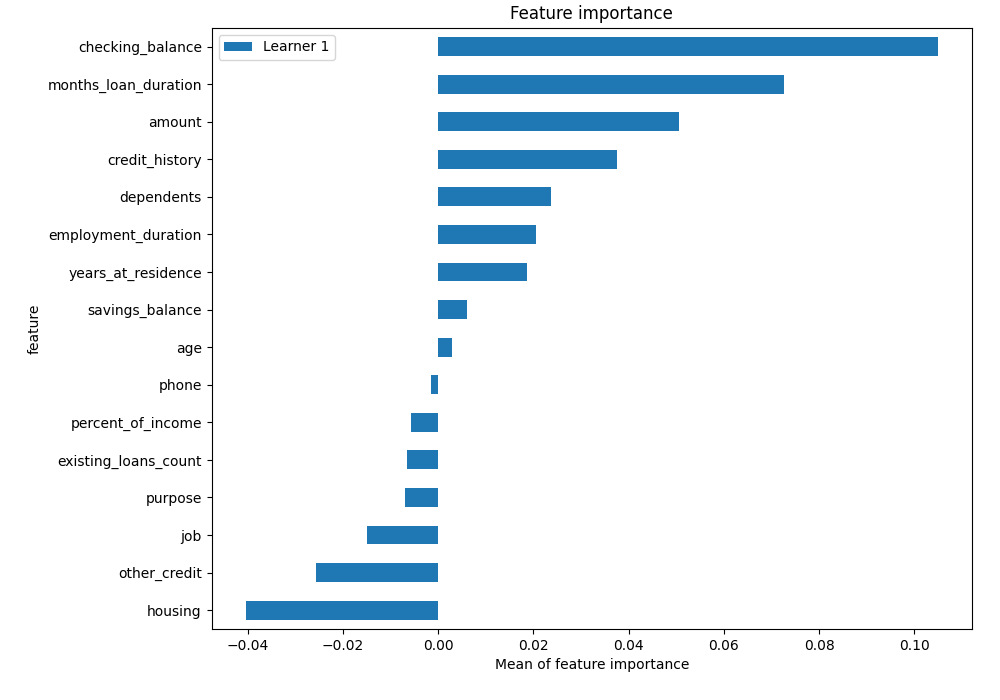 Feature importance
Learner 1
checking_balance
months_loan_duration
amount
credit_history
dependents
employment_duration
years_at_residence
savings_balance
age
phone
percent_of_income
existing_loans_count
purpose
job
other_credit
housing
feature
−0.04 −0.02 0.00 0.02 0.04 0.06 0.08 0.10
Mean of feature importance